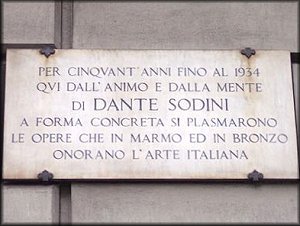 PER CINQVANT'ANNI FINO AL 1934
QVI DALL'ANIMO E DALLA MENTE
di DANTE SODINI
A FORMA CONCRETA SI PLASMARONO
LE OPERE CHE IN MARMO ED IN BRONZO
ONORANO L'ARTE ITALIANA